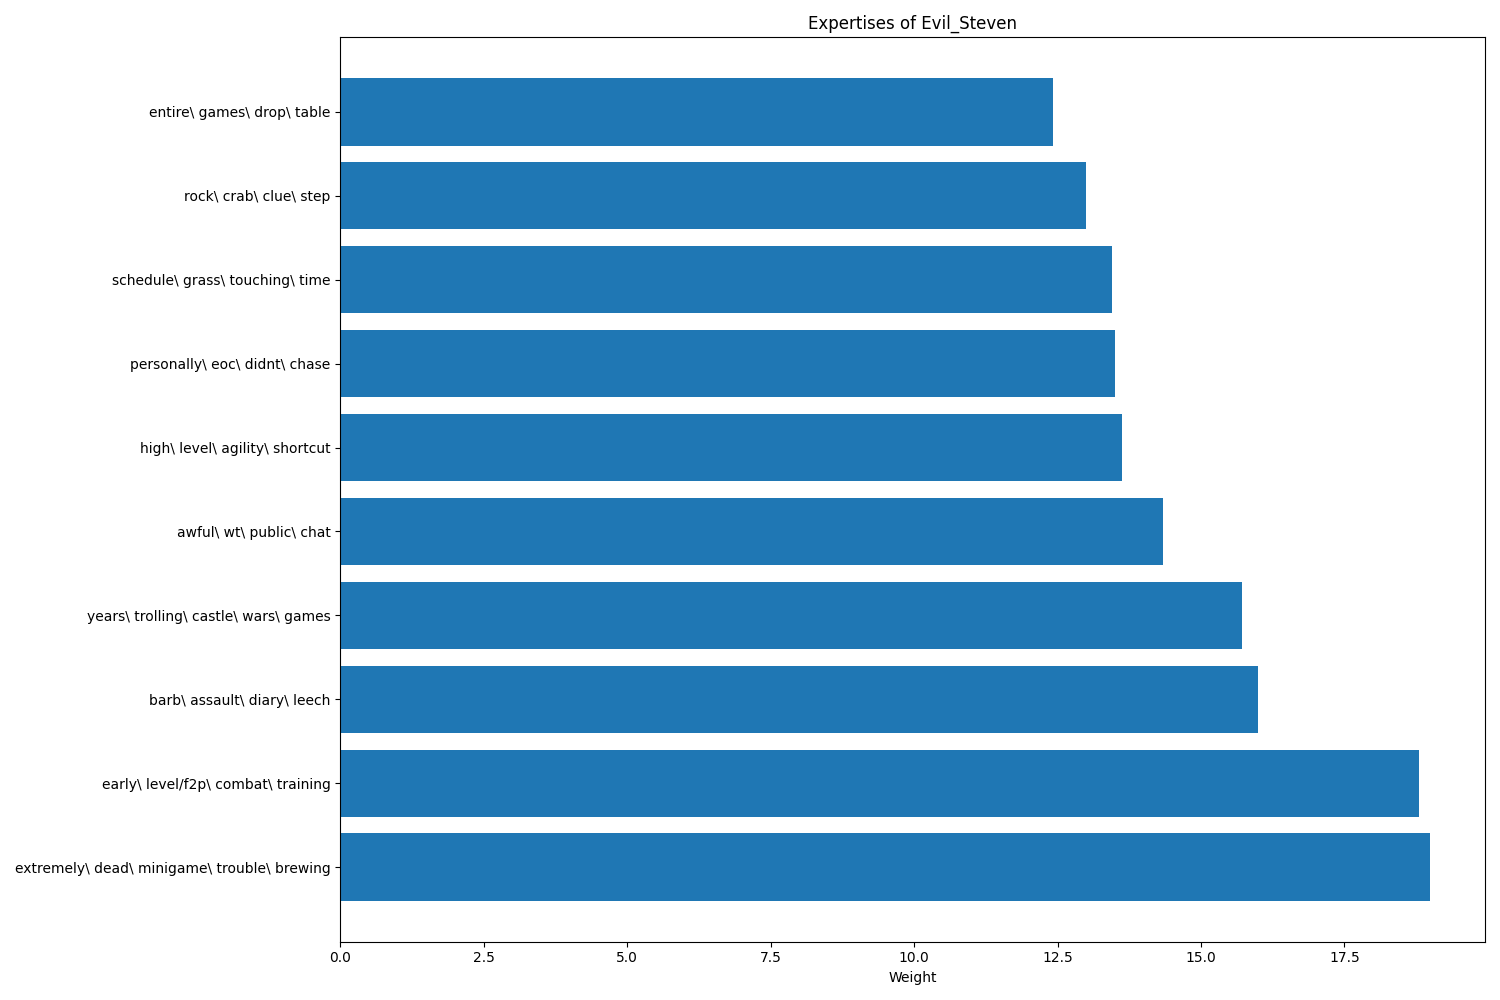 Expertises of Evil_Steven
entire\ games\ drop\ table
rock\ crab\ clue\ step
schedule\ grass\ touching\ time
personally\ eoc\ didnt\ chase
high\ level\ agility\ shortcut
awful\ wt\ public\ chat
years\ trolling\ castle\ wars\ games
barb\ assault\ diary\ leech
early\ level/f2p\ combat\ training
extremely\ dead\ minigame\ trouble\ brewing
0.0 2.5 5.0 7.5 10.0 12.5 15.0 17.5
Weight